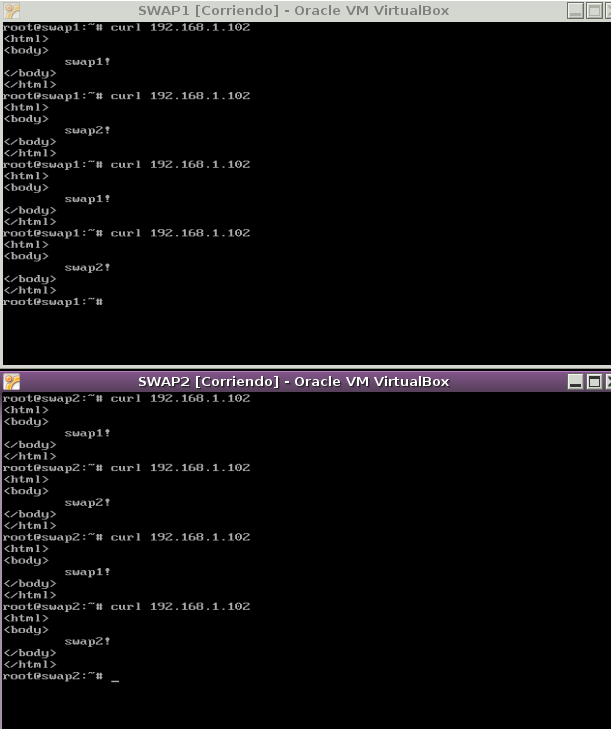 SWAP1 [Corriendo] - Oracle VM VirtualBox
root@swap1:~# curl 192.168.1.102
<html>
<body>
        swap1!
</body>
</html>
root@swap1:~# curl 192.168.1.102
<html>
<body>
        swap2!
</body>
</html>
root@swap1:~# curl 192.168.1.102
<html>
<body>
        swap1!
</body>
</html>
root@swap1:~# curl 192.168.1.102
<html>
<body>
        swap2!
</body>
</html>
root@swap1:~#
SWAP2 [Corriendo] - Oracle VM VirtualBox
root@swap2:~# curl 192.168.1.102
<html>
<body>
        swap1!
</body>
</html>
root@swap2:~# curl 192.168.1.102
<html>
<body>
        swap2!
</body>
</html>
root@swap2:~# curl 192.168.1.102
<html>
<body>
        swap1!
</body>
</html>
root@swap2:~# curl 192.168.1.102
<html>
<body>
        swap2!
</body>
</html>
root@swap2:~# _